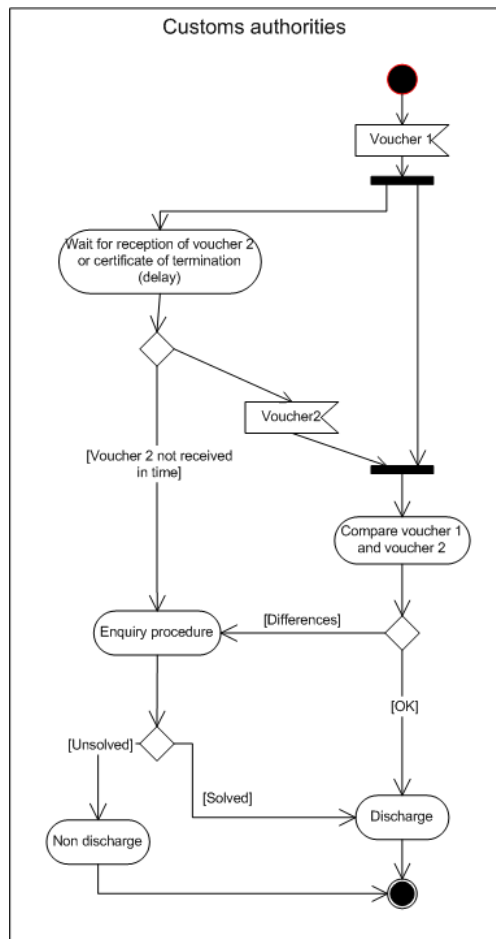 Customs authorities
Voucher 1
Wait for reception of voucher 2
or certificate of termination
(delay)
Voucher2
[Voucher 2 not received
in time]
Compare voucher 1
and voucher 2
Enquiry procedure
[Differences]
[OK]
[Unsolved]
[Solved]
Discharge
Non discharge